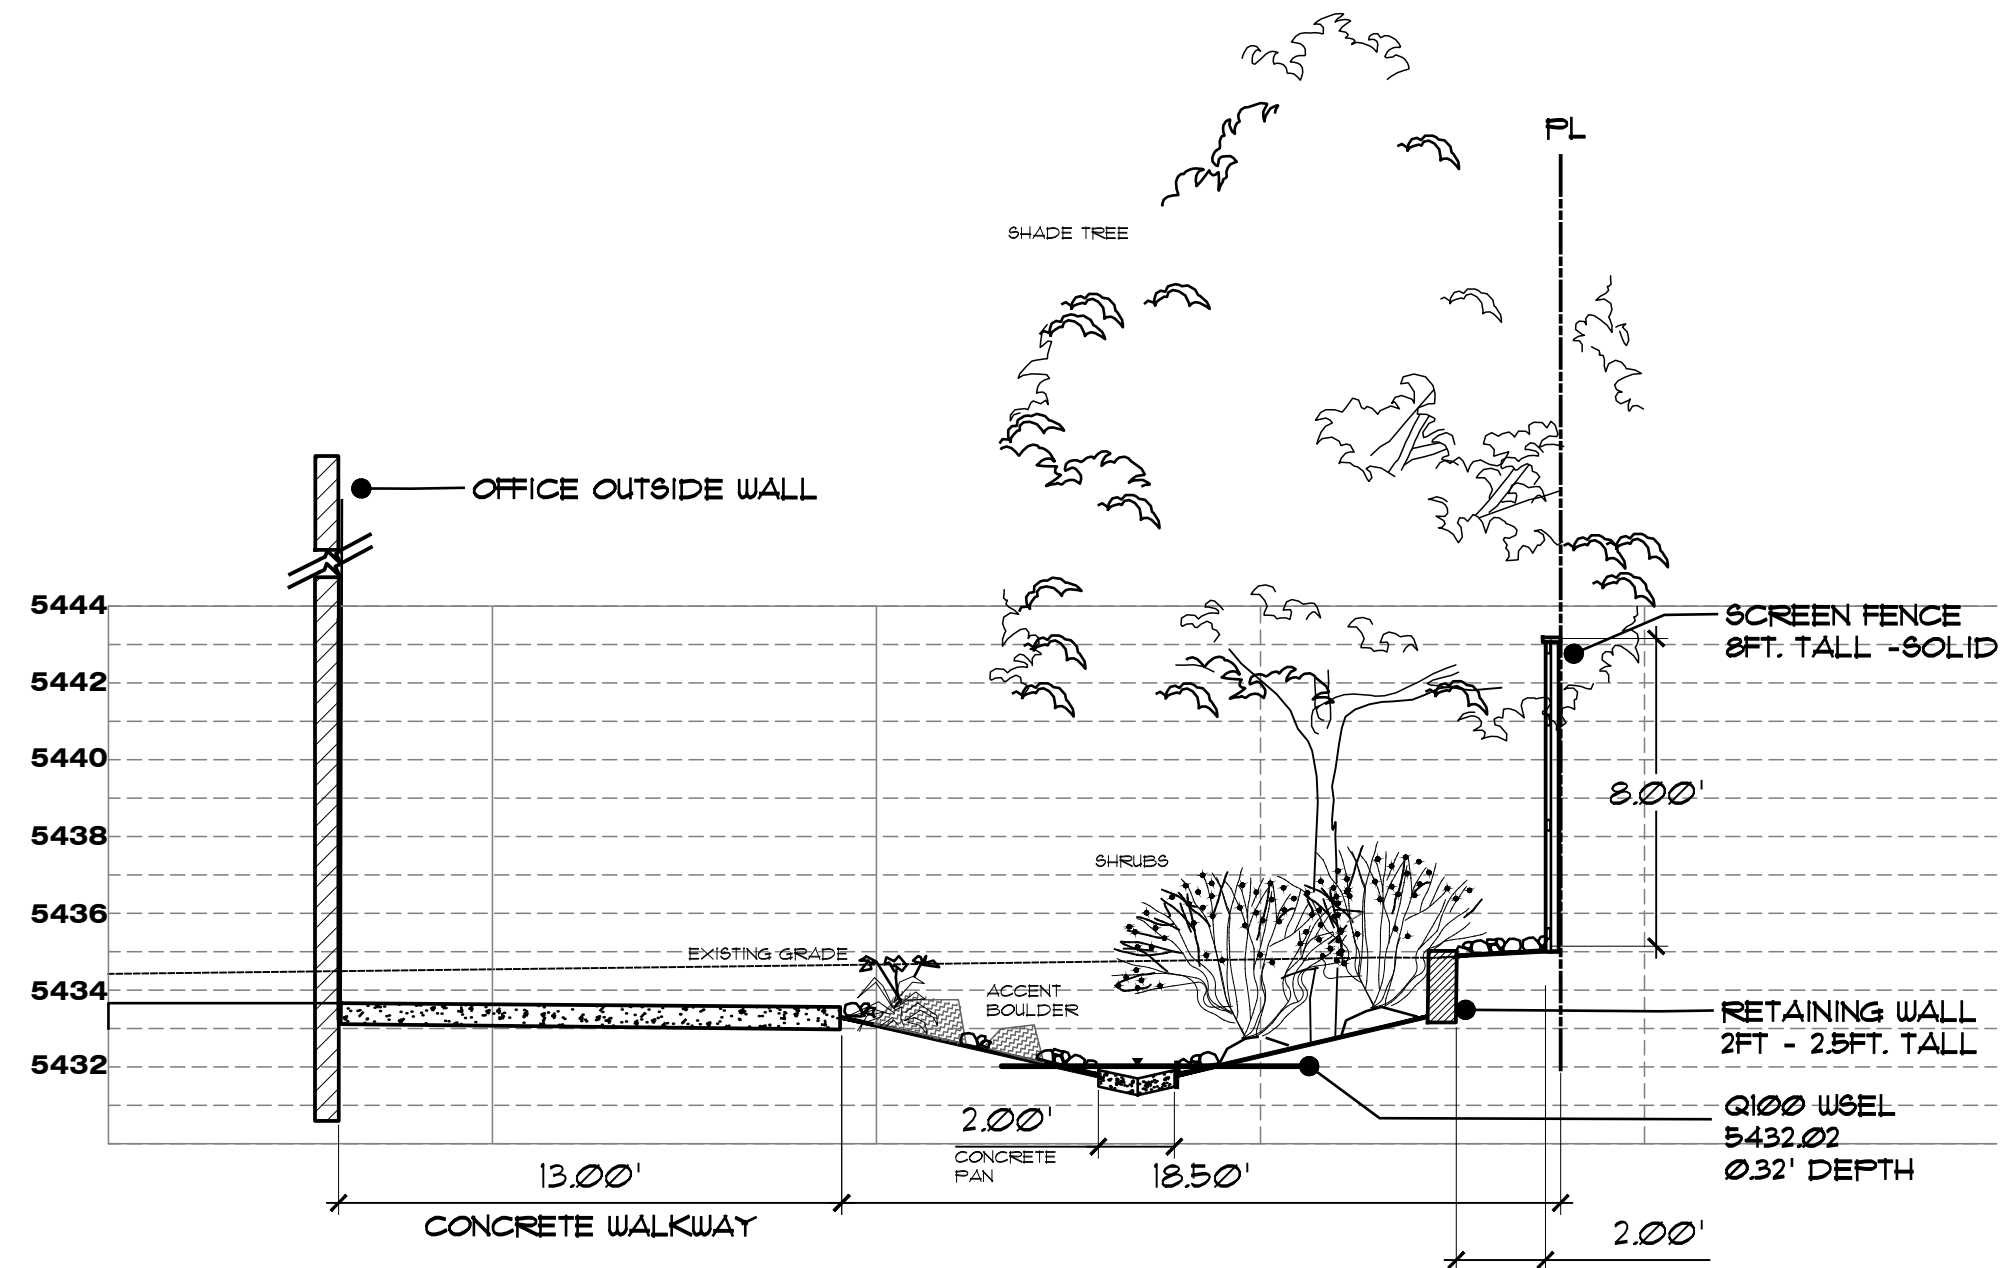 PL
SHADE TREE
OFFICE OUTSIDE WALL
5444
SCREEN FENCE
8FT. TALL -SOLID
5442
5440
8.00'
5438
SHRUBS
5436
EXISTING GRADE
5434
ACCENT
BOULDER
RETAINING WALL
2FT - 2.5FT. TALL
5432
Q100 WSEL
5432.02
0.32' DEPTH
2.00'
CONCRETE
PAN
13.00'
18.50'
CONCRETE WALKWAY
2.00'